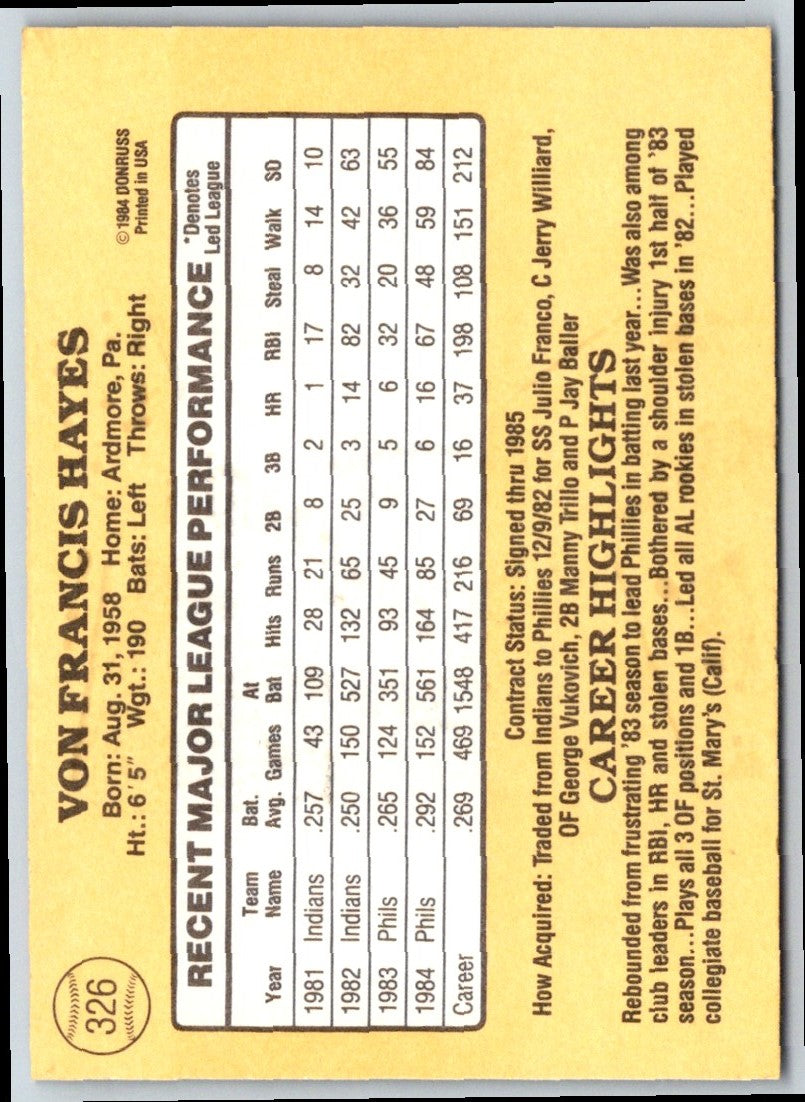 326
VON FRANCIS HAYES
Born: Aug. 31, 1958 Home: Ardmore, Pa.
Ht.: 6'5" Wgt.: 190 Bats: Left Throws: Right
©1984 DONRUSS
Printed in USA
RECENT MAJOR LEAGUE PERFORMANCE
*Denotes
Led League
Year Team Name Bat. Avg. Games At Bat Hits Runs 2B 3B HR RBI Steal Walk SO
1981 Indians .257 43 109 28 21 8 2 1 17 8 14 10
1982 Indians .250 150 527 132 65 25 3 14 82 32 42 63
1983 Phils .265 124 351 93 45 9 5 6 32 20 36 55
1984 Phils .292 152 561 164 85 27 6 16 67 48 59 84
Career .269 469 1548 417 216 69 16 37 198 108 151 212
Contract Status: Signed thru 1985
How Acquired: Traded from Indians to Phillies 12/9/82 for SS Julio Franco, C Jerry Williard,
OF George Vukovich, 2B Manny Trillo and P Jay Baller
CAREER HIGHLIGHTS
Rebounded from frustrating '83 season to lead Phillies in batting last year...Was also among
club leaders in RBI, HR and stolen bases...Bothered by a shoulder injury 1st half of '83
season...Plays all 3 OF positions and 1B...Led all AL rookies in stolen bases in '82...Played
collegiate baseball for St. Mary's (Calif).